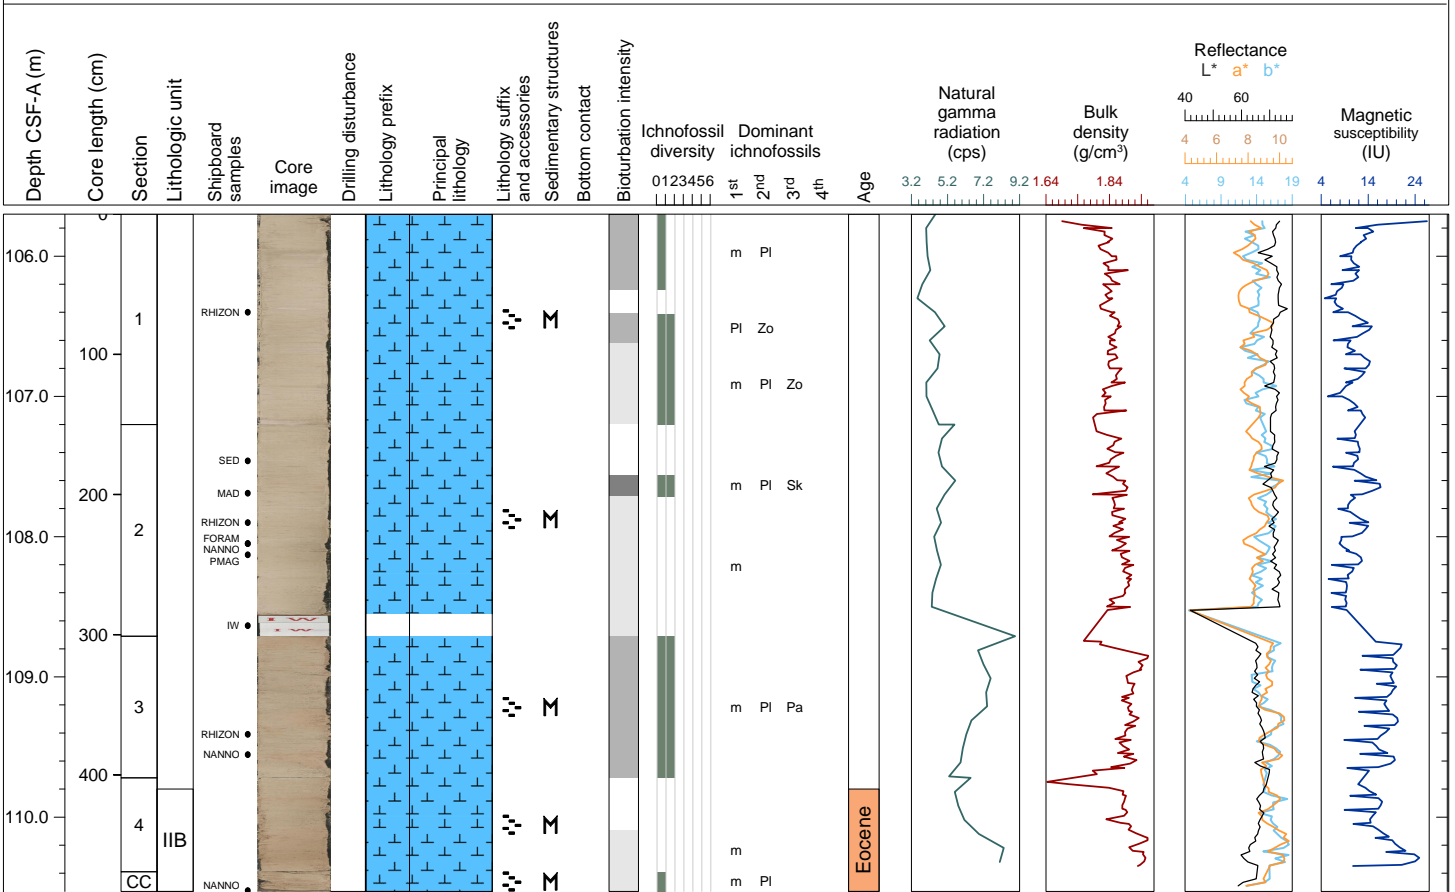 Depth CSF-A (m)
Core length (cm)
Section
Lithologic unit
Shipboard
samples
Core
image
Drilling disturbance
Lithology prefix
Principal
lithology
Lithology suffix
and accessories
Sedimentary structures
Bottom contact
Bioturbation intensity
Ichnofossil
diversity
0123456
Dominant
ichnofossils
1st 2nd 3rd 4th
Age
Natural
gamma
radiation
(cps)
3.2 5.2 7.2 9.2
Bulk
density
(g/cm³)
1.64 1.84
Reflectance
L* a* b*
40 60
4 6 8 10
4 9 14 19
Magnetic
susceptibility
(IU)
4 14 24
0
106.0
m Pl
RHIZON
1
M
Pl Zo
100
m Pl Zo
107.0
SED
m Pl Sk
MAD
200
RHIZON
M
2
108.0
FORAM
NANNO
PMAG
m
I W
IW
I W
300
109.0
3
M
m Pl Pa
RHIZON
NANNO
400
110.0
4
M
IIB
Eocene
m
CC
NANNO
M
m Pl